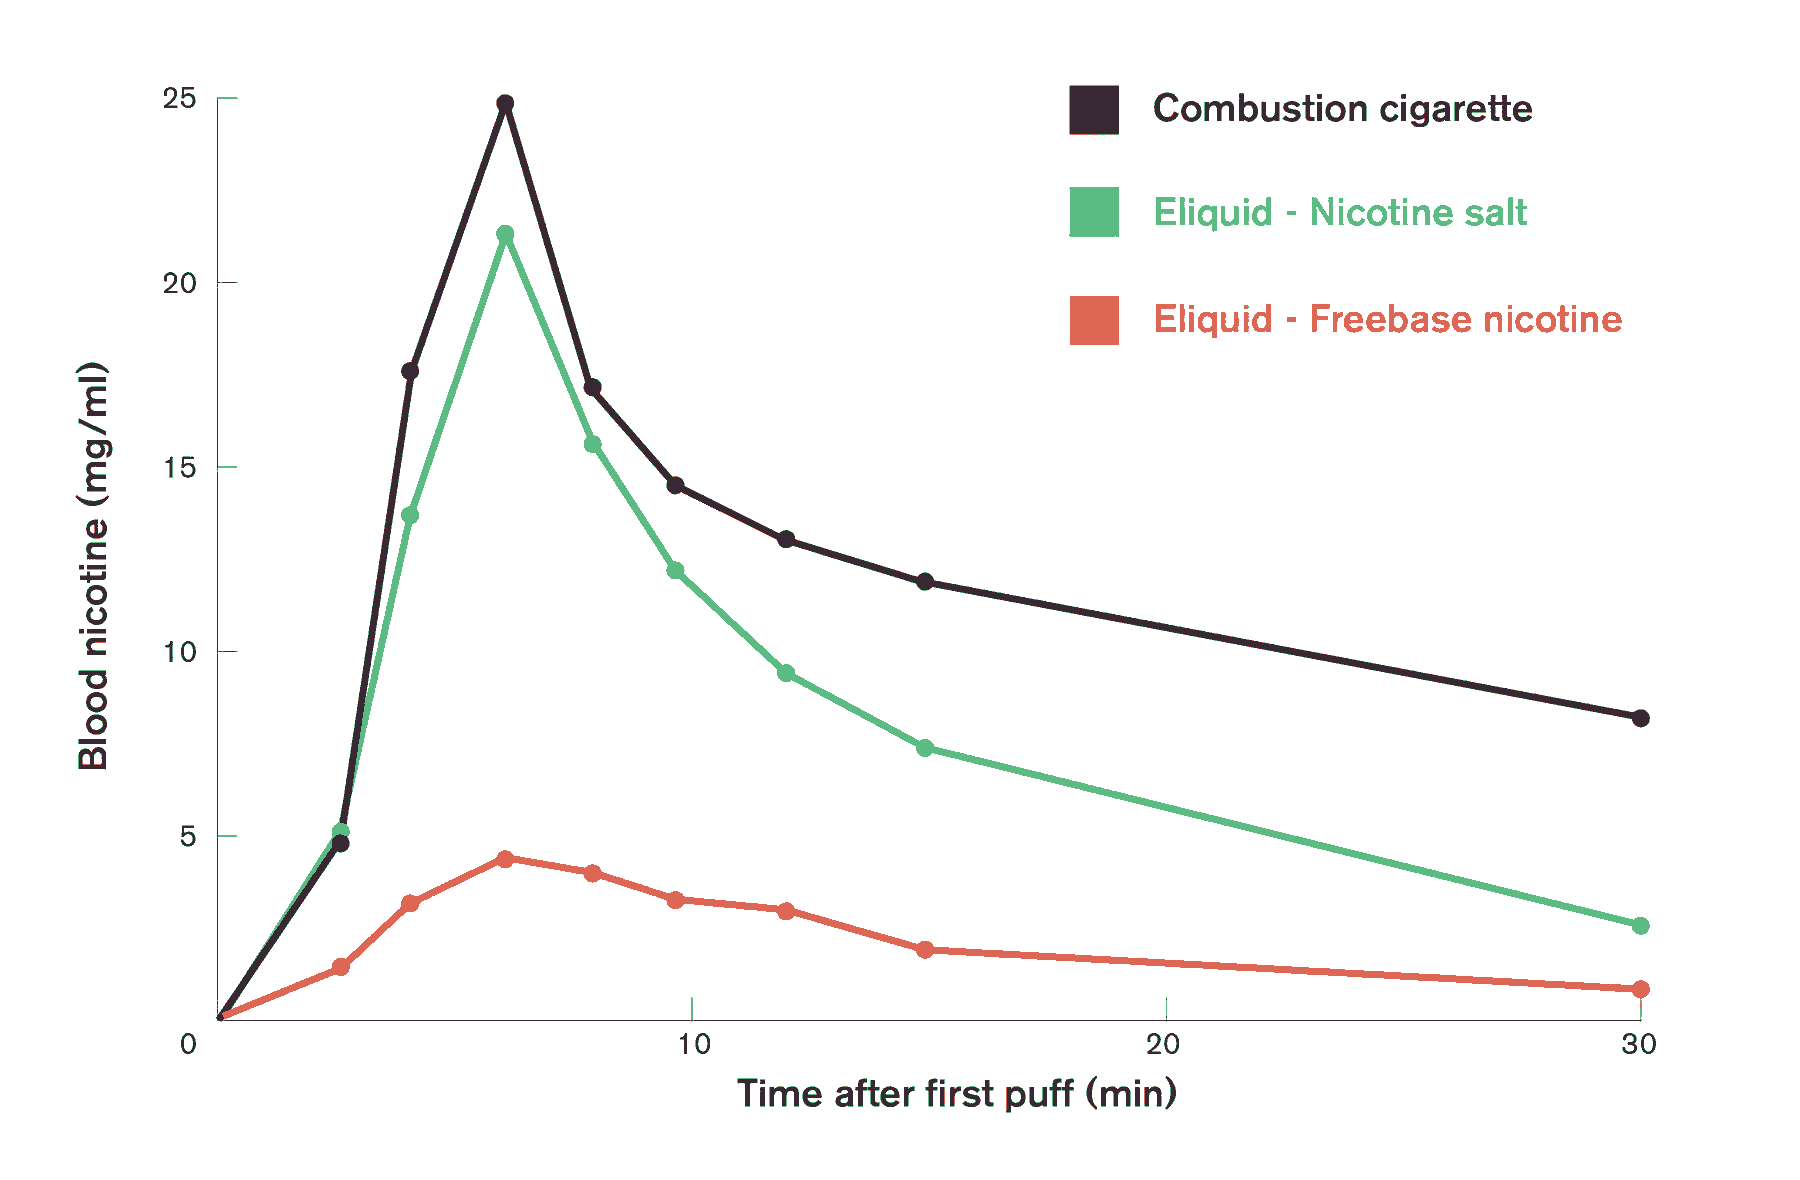 25
20
15
10
5
0
10
20
30
Blood nicotine (mg/ml)
Time after first puff (min)
Combustion cigarette
Eliquid - Nicotine salt
Eliquid - Freebase nicotine